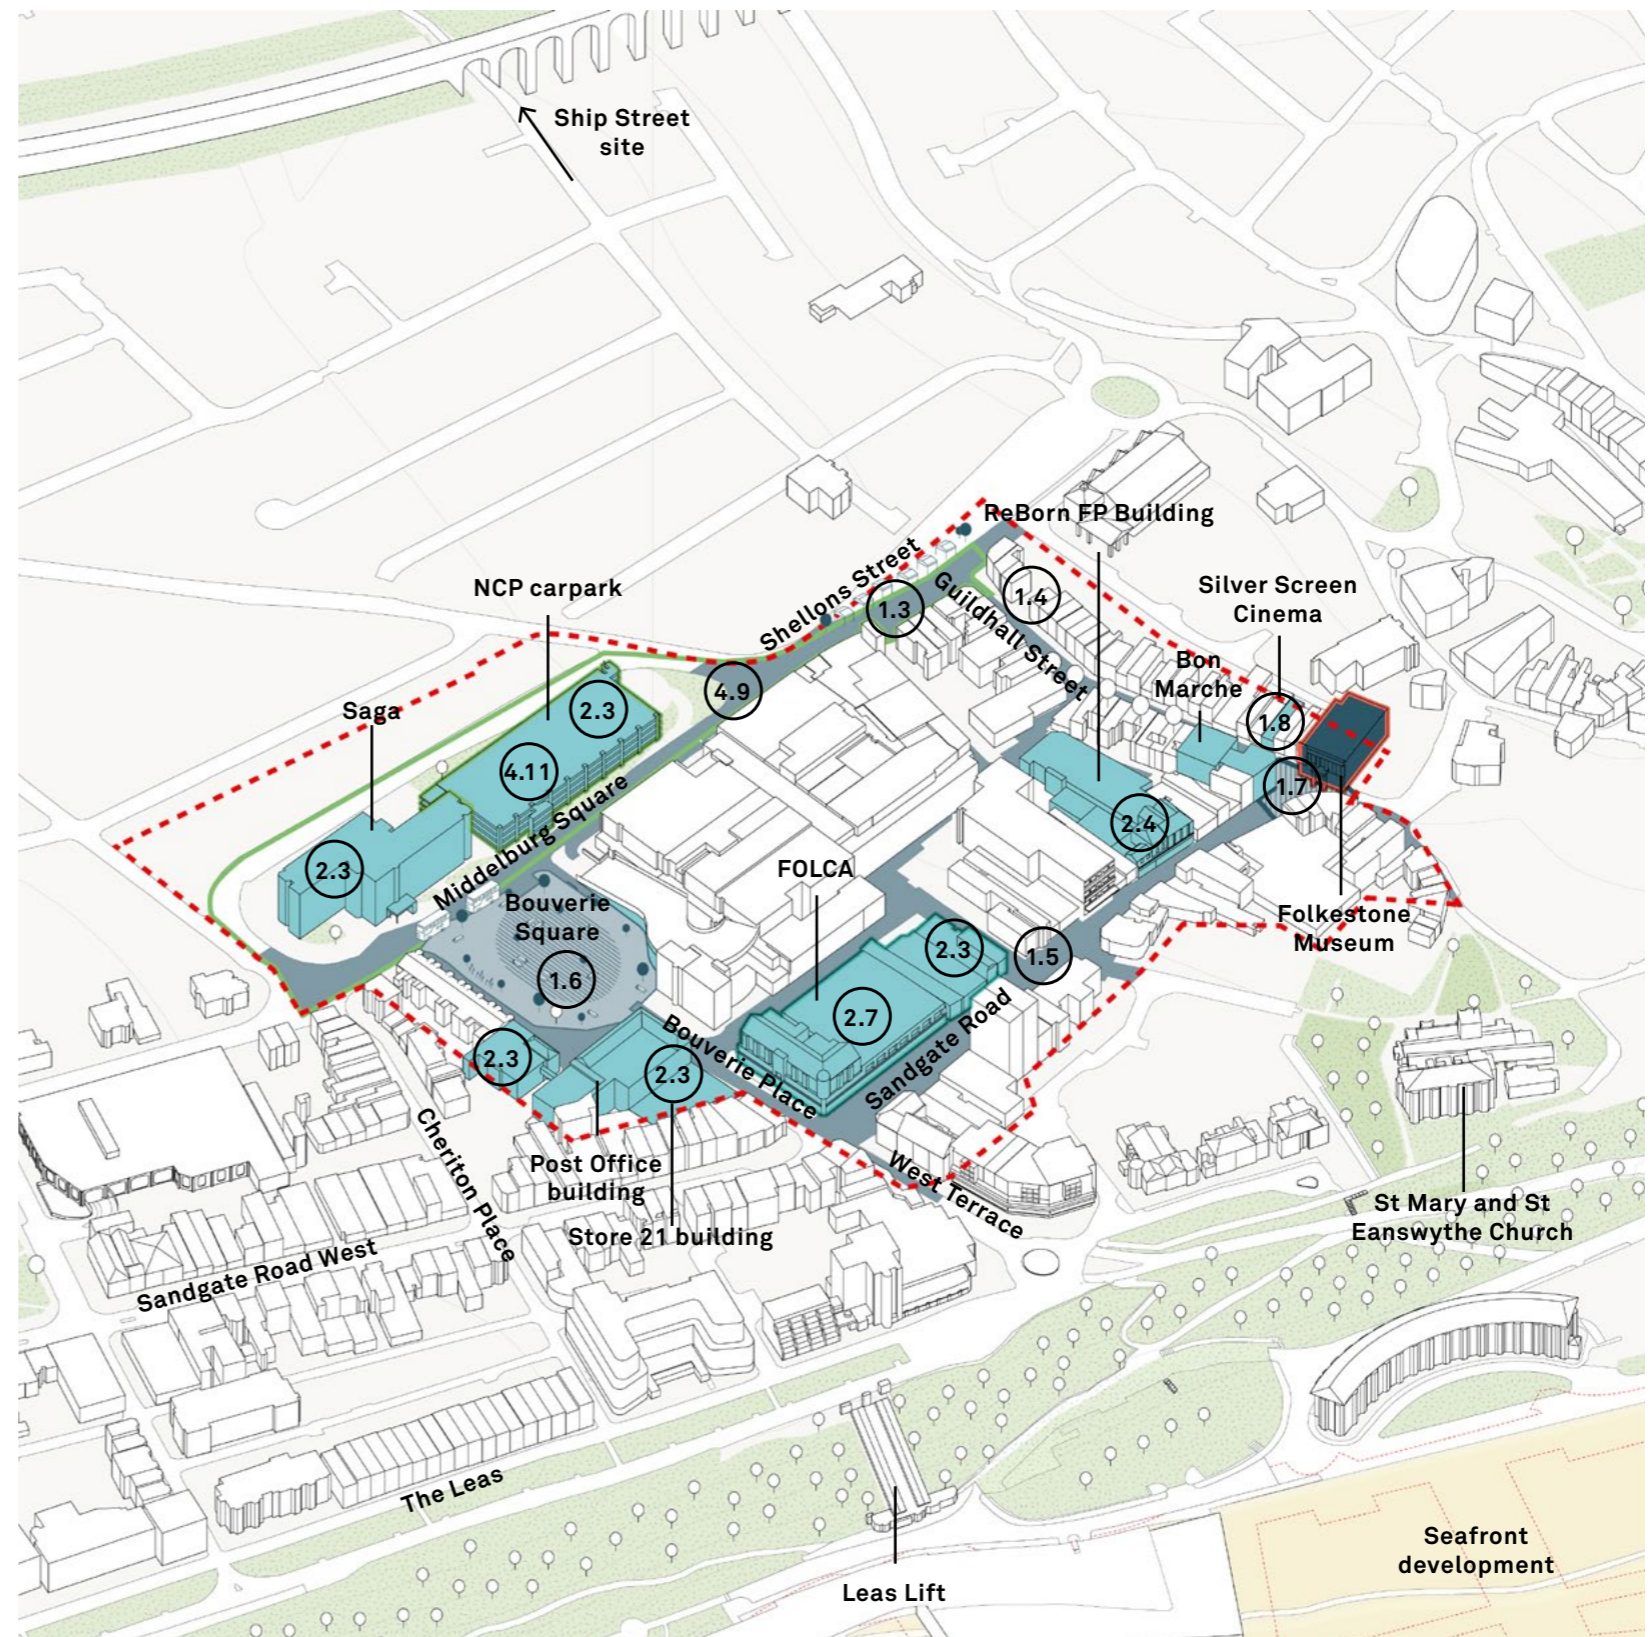 Ship Street
site
ReBorn FP Building
NCP carpark
Shellons Street
1.3
Guildhall Street
1.4
Silver Screen
Cinema
Bon
Marche
4.9
2.3
Saga
1.8
4.11
1.7
Middelburg Square
2.4
2.3
FOLCA
Bouverie
Square
Folkestone
Museum
2.3
1.5
1.6
2.7
Sandgate Road
Bouverie Place
2.3
2.3
Cheriton Place
Post Office
building
West Terrace
Store 21 building
St Mary and St
Eanswythe Church
Sandgate Road West
The Leas
Seafront
development
Leas Lift